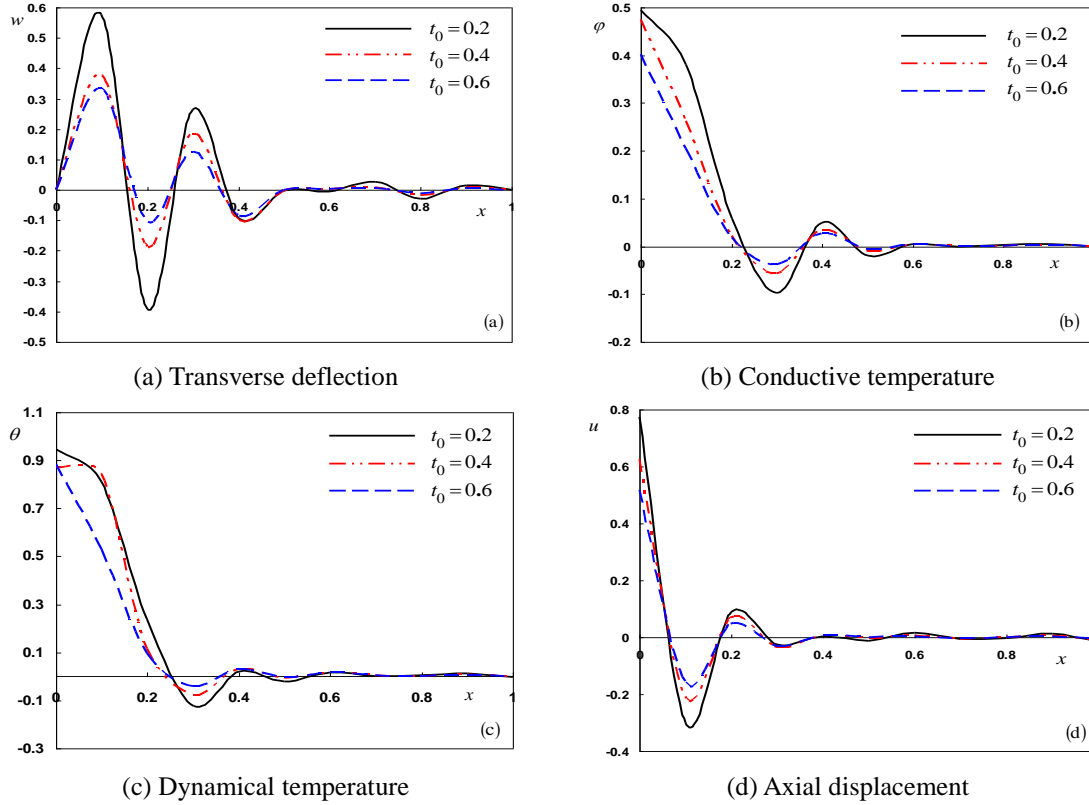 w
0.6
0.5
0.4
0.3
0.2
0.1
0
-0.1
-0.2
-0.3
-0.4
-0.5
0 0.2 0.4 0.6 0.8 1
x
t0 = 0.2
t0 = 0.4
t0 = 0.6
(a)
(a) Transverse deflection
φ
0.5
0.4
0.3
0.2
0.1
0
-0.1
-0.2
0 0.2 0.4 0.6 0.8
x
t0 = 0.2
t0 = 0.4
t0 = 0.6
(b)
(b) Conductive temperature
θ
1.1
0.9
0.7
0.5
0.3
0.1
-0.1
-0.3
0 0.2 0.4 0.6 0.8 1
x
t0 = 0.2
t0 = 0.4
t0 = 0.6
(c)
(c) Dynamical temperature
u
0.8
0.6
0.4
0.2
0
-0.2
-0.4
0 0.2 0.4 0.6 0.8
x
t0 = 0.2
t0 = 0.4
t0 = 0.6
(d)
(d) Axial displacement